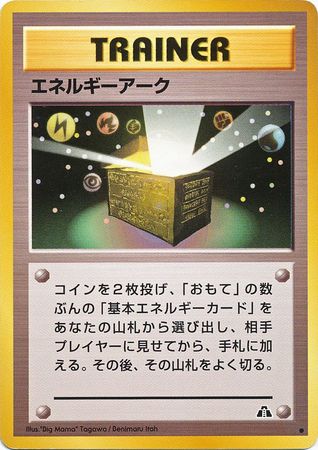 TRAINER
エネルギーアーク
コインを2枚投げ、「おもて」の数
ぶんの「基本エネルギーカード」を
あなたの山札から選び出し、相手
プレイヤーに見せてから、手札に加
える。その後、その山札をよく切る。
Illus."Big Mama" Tagawa / Benimaru Itoh